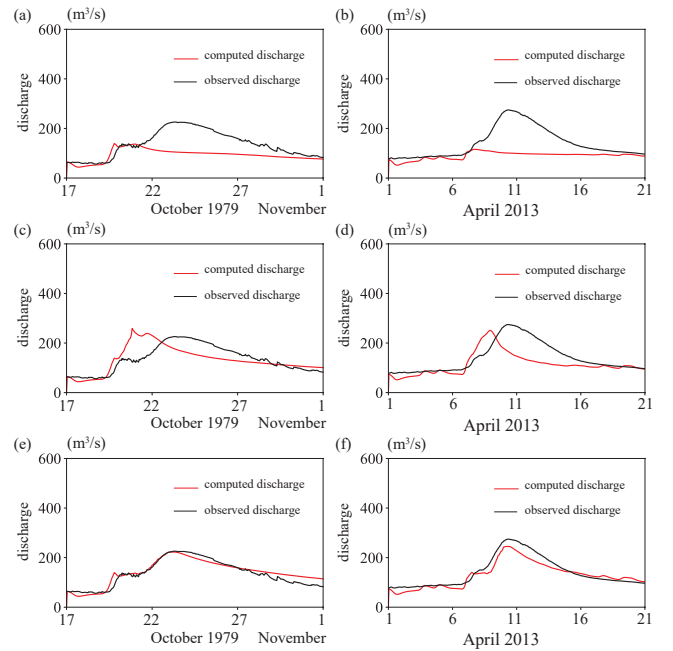 (a) (m³/s)
600
400
200
0
discharge
computed discharge
observed discharge
17 22 27 1
October 1979 November
(b) (m³/s)
600
400
200
0
discharge
computed discharge
observed discharge
1 6 11 16 21
April 2013
(c) (m³/s)
600
400
200
0
discharge
computed discharge
observed discharge
17 22 27 1
October 1979 November
(d) (m³/s)
600
400
200
0
discharge
computed discharge
observed discharge
1 6 11 16 21
April 2013
(e) (m³/s)
600
400
200
0
discharge
computed discharge
observed discharge
17 22 27 1
October 1979 November
(f) (m³/s)
600
400
200
0
discharge
computed discharge
observed discharge
1 6 11 16 21
April 2013